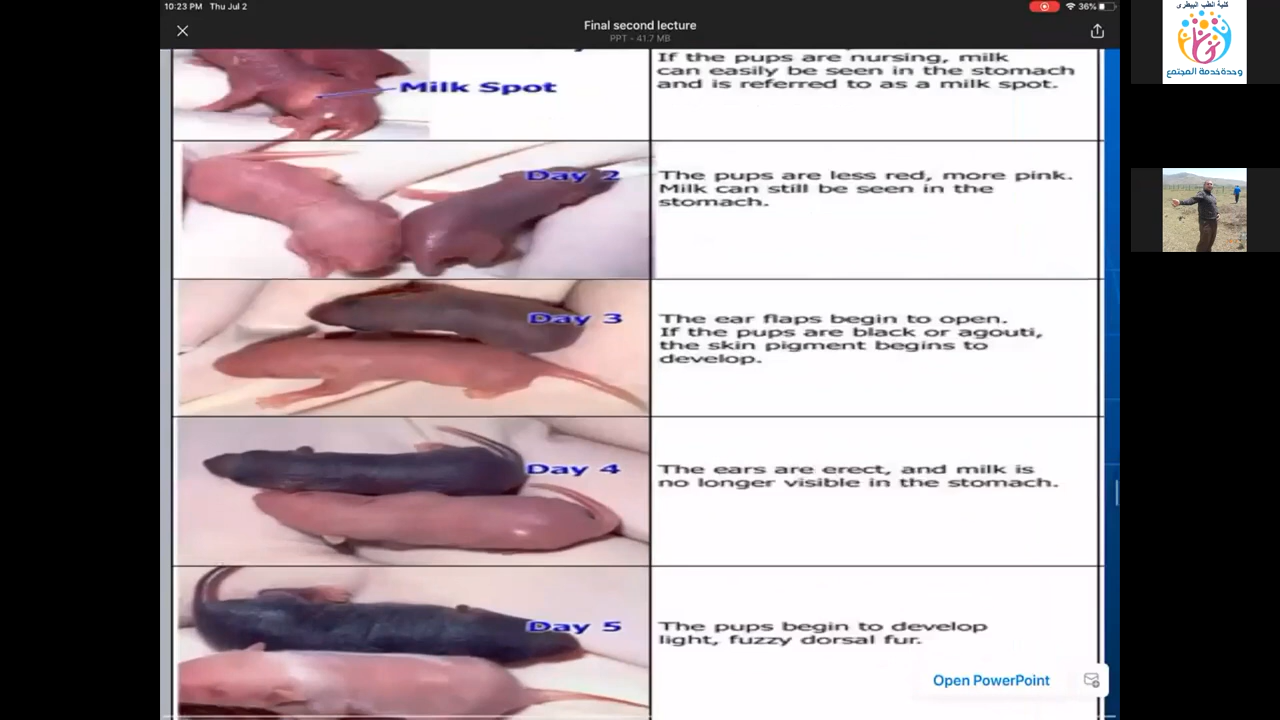 10:23 PM Thu Jul 2
36%
Final second lecture
PPT - 41.7 MB
If the pups are nursing, milk
can easily be seen in the stomach
and is referred to as a milk spot.
Milk Spot
Day 2
The pups are less red, more pink.
Milk can still be seen in the
stomach.
Day 3
The ear flaps begin to open.
If the pups are black or agouti,
the skin pigment begins to
develop.
Day 4
The ears are erect, and milk is
no longer visible in the stomach.
Day 5
The pups begin to develop
light, fuzzy dorsal fur.
Open PowerPoint
كلية الطب البيطرى
وحدة خدمة المجتمع